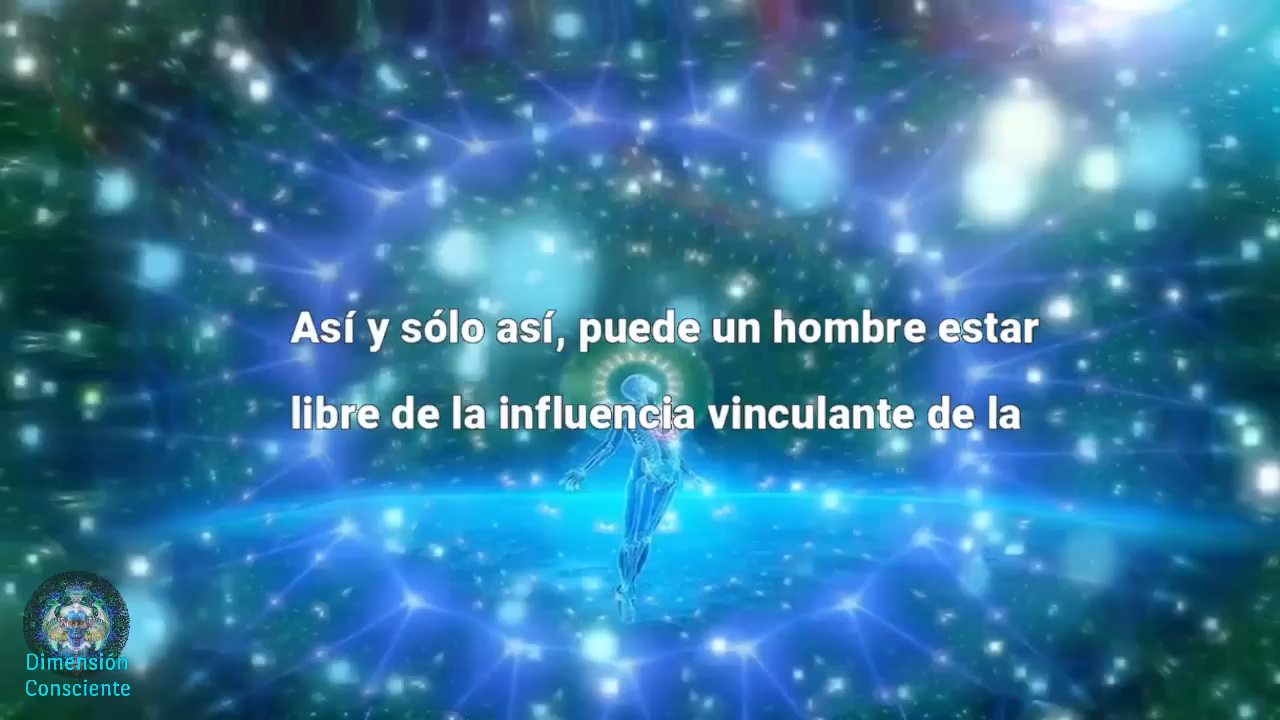 Así y sólo así, puede un hombre estar
libre de la influencia vinculante de la
Dimensión
Consciente